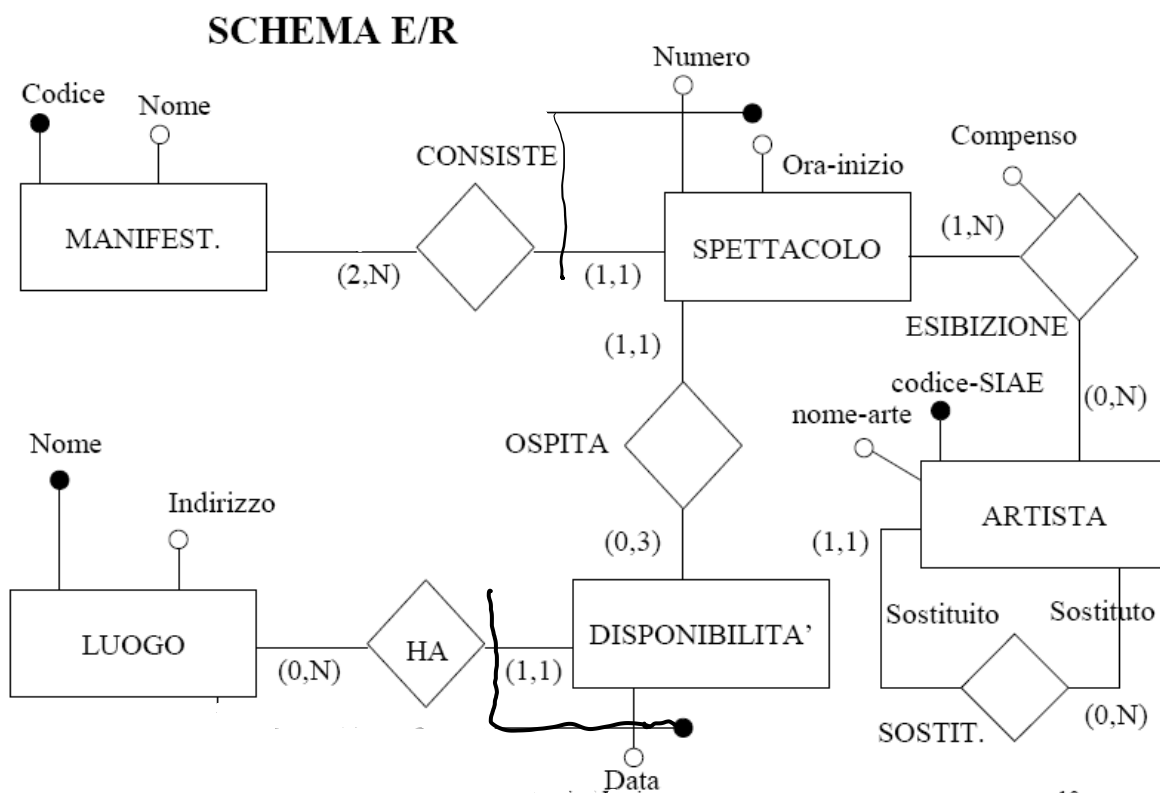 SCHEMA E/R
Numero
Codice
Nome
CONSISTE
Ora-inizio
Compenso
MANIFEST.
(2,N)
(1,1)
SPETTACOLO
(1,N)
ESIBIZIONE
(1,1)
codice-SIAE
(0,N)
nome-arte
OSPITA
Nome
Indirizzo
ARTISTA
(0,3)
(1,1)
Sostituito
Sostituto
LUOGO
(0,N)
HA
(1,1)
DISPONIBILITA’
SOSTIT.
(0,N)
Data